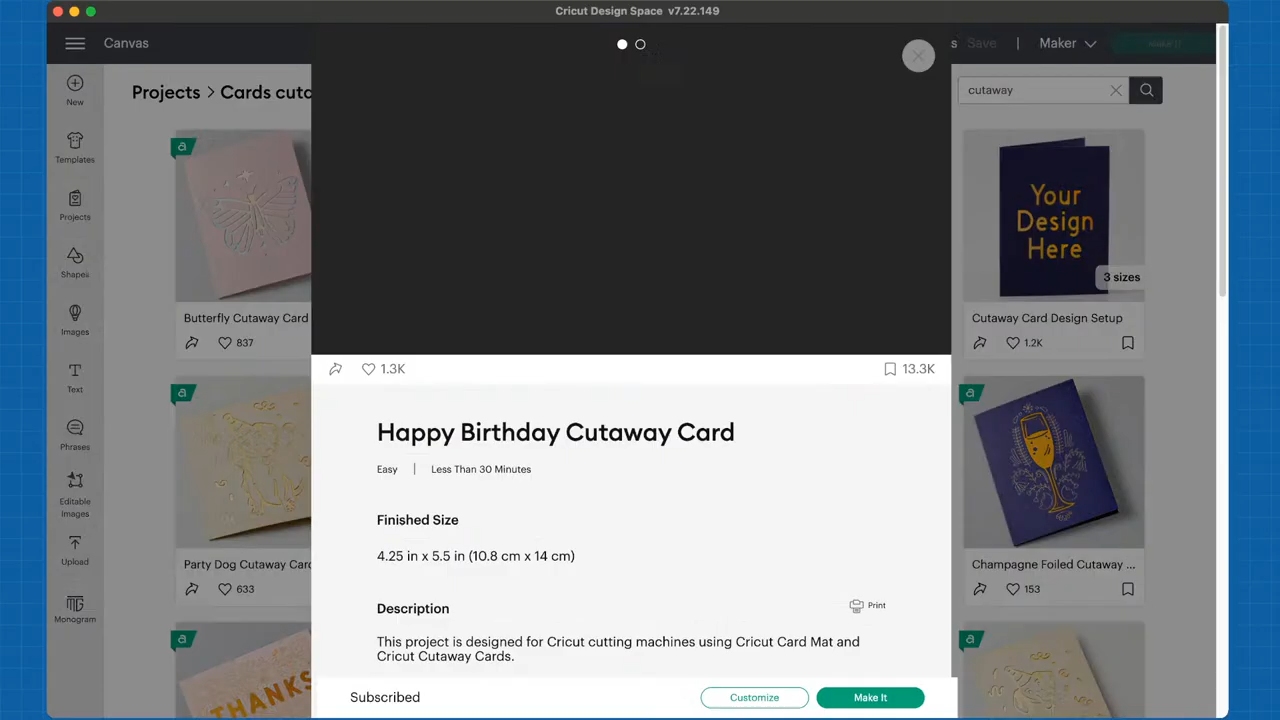 Cricut Design Space v7.22.149
Canvas
s Save | Maker
Make It
New
Templates
Projects
Shapes
Images
Text
Phrases
Editable
Images
Upload
Monogram
Projects > Cards cuta
cutaway
Butterfly Cutaway Card
837
Party Dog Cutaway Card
633
THANKS
Your
Design
Here
3 sizes
Cutaway Card Design Setup
1.2K
Champagne Foiled Cutaway ...
153
1.3K
13.3K
Happy Birthday Cutaway Card
Easy | Less Than 30 Minutes
Finished Size
4.25 in x 5.5 in (10.8 cm x 14 cm)
Description
Print
This project is designed for Cricut cutting machines using Cricut Card Mat and
Cricut Cutaway Cards.
Subscribed
Customize
Make It